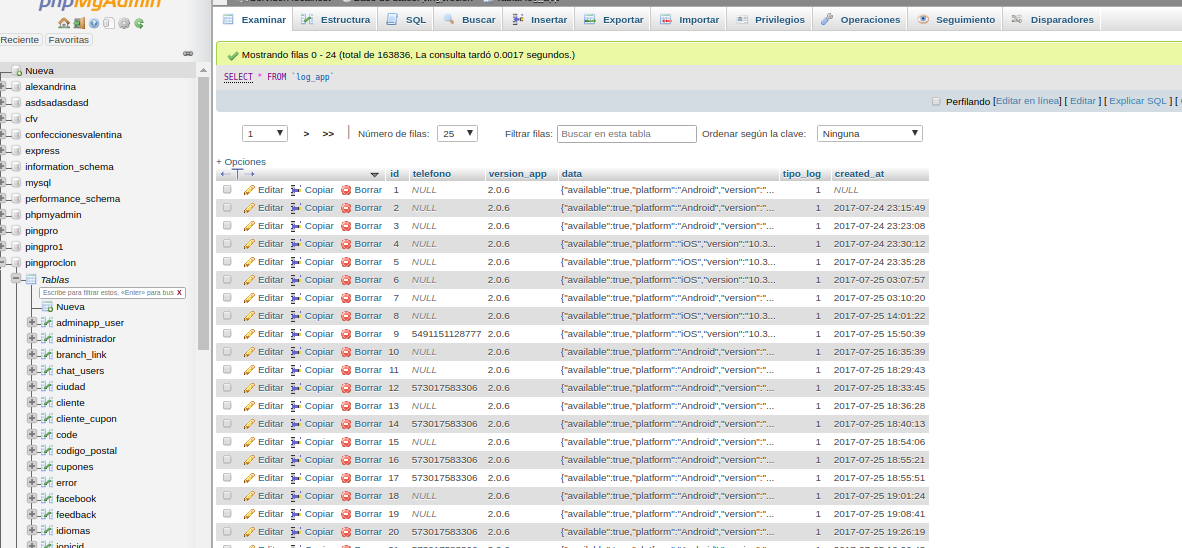 phpMyAdmin
Reciente Favoritas
Nueva
alexandrina
asdsadasdasd
cfv
confeccionesvalentina
express
information_schema
mysql
performance_schema
phpmyadmin
pingpro
pingpro1
pingproclon
Tablas
Escribe para filtrar estos, «Enter» para bus X
Nueva
adminapp_user
administrador
branch_link
chat_users
ciudad
cliente
cliente_cupon
code
codigo_postal
cupones
error
facebook
feedback
idiomas
Examinar Estructura SQL Buscar Insertar Exportar Importar Privilegios Operaciones Seguimiento Disparadores
Mostrando filas 0 - 24 (total de 163836, La consulta tardó 0.0017 segundos.)
SELECT * FROM `log_app`
Perfilando [Editar en línea] [ Editar ] [ Explicar SQL ] [
1 > >> | Número de filas: 25 Filtrar filas: Buscar en esta tabla Ordenar según la clave: Ninguna
+ Opciones
←T→ id telefono version_app data tipo_log created_at
Editar Copiar Borrar 1 NULL 2.0.6 {"available":true,"platform":"Android","version":"... 1 NULL
Editar Copiar Borrar 2 NULL 2.0.6 {"available":true,"platform":"Android","version":"... 1 2017-07-24 23:15:49
Editar Copiar Borrar 3 NULL 2.0.6 {"available":true,"platform":"Android","version":"... 1 2017-07-24 23:23:08
Editar Copiar Borrar 4 NULL 2.0.6 {"available":true,"platform":"iOS","version":"10.3... 1 2017-07-24 23:30:12
Editar Copiar Borrar 5 NULL 2.0.6 {"available":true,"platform":"iOS","version":"10.3... 1 2017-07-24 23:35:28
Editar Copiar Borrar 6 NULL 2.0.6 {"available":true,"platform":"iOS","version":"10.3... 1 2017-07-25 03:07:57
Editar Copiar Borrar 7 NULL 2.0.6 {"available":true,"platform":"Android","version":"... 1 2017-07-25 03:10:20
Editar Copiar Borrar 8 NULL 2.0.6 {"available":true,"platform":"iOS","version":"10.3... 1 2017-07-25 14:01:22
Editar Copiar Borrar 9 5491151128777 2.0.6 {"available":true,"platform":"iOS","version":"10.3... 1 2017-07-25 15:50:39
Editar Copiar Borrar 10 NULL 2.0.6 {"available":true,"platform":"Android","version":"... 1 2017-07-25 16:35:39
Editar Copiar Borrar 11 NULL 2.0.6 {"available":true,"platform":"Android","version":"... 1 2017-07-25 18:29:43
Editar Copiar Borrar 12 573017583306 2.0.6 {"available":true,"platform":"Android","version":"... 1 2017-07-25 18:33:45
Editar Copiar Borrar 13 NULL 2.0.6 {"available":true,"platform":"Android","version":"... 1 2017-07-25 18:36:28
Editar Copiar Borrar 14 573017583306 2.0.6 {"available":true,"platform":"Android","version":"... 1 2017-07-25 18:40:13
Editar Copiar Borrar 15 NULL 2.0.6 {"available":true,"platform":"Android","version":"... 1 2017-07-25 18:54:06
Editar Copiar Borrar 16 573017583306 2.0.6 {"available":true,"platform":"Android","version":"... 1 2017-07-25 18:55:21
Editar Copiar Borrar 17 573017583306 2.0.6 {"available":true,"platform":"Android","version":"... 1 2017-07-25 18:55:51
Editar Copiar Borrar 18 NULL 2.0.6 {"available":true,"platform":"Android","version":"... 1 2017-07-25 19:01:24
Editar Copiar Borrar 19 NULL 2.0.6 {"available":true,"platform":"Android","version":"... 1 2017-07-25 19:08:41
Editar Copiar Borrar 20 573017583306 2.0.6 {"available":true,"platform":"Android","version":"... 1 2017-07-25 19:26:19